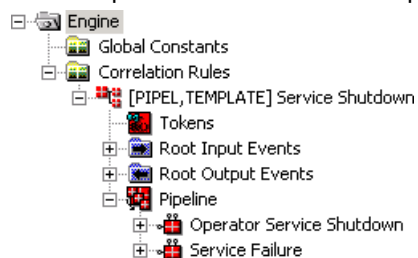 Engine
Global Constants
Correlation Rules
[PIPEL,TEMPLATE] Service Shutdown
Tokens
Root Input Events
Root Output Events
Pipeline
Operator Service Shutdown
Service Failure